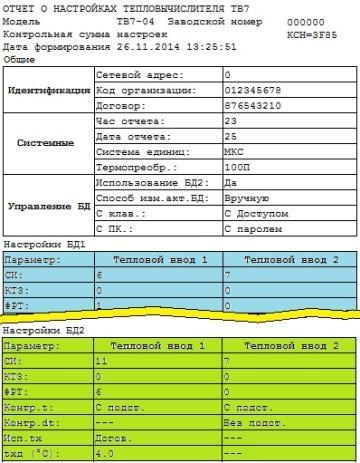 ОТЧЕТ О НАСТРОЙКАХ ТЕПЛОВЫЧИСЛИТЕЛЯ ТВ7
Модель ТВ7-04 Заводской номер 000000
Контрольная сумма настроек КСН=3F85
Дата формирования 26.11.2014 13:25:51
Общие
Идентификация
Сетевой адрес: 0
Код организации: 012345678
Договор: 876543210
Системные
Час отчета: 23
Дата отчета: 25
Система единиц: МКС
Термопреобр.: 100П
Управление БД
Использование БД2: Да
Способ изм.акт.БД: Вручную
С клав.: С Доступом
С ПК.: С паролем
Настройки БД1
Параметр: Тепловой ввод 1 Тепловой ввод 2
СИ: 6 7
КТ3: 0 0
ФРТ: 1 0
Настройки БД2
Параметр: Тепловой ввод 1 Тепловой ввод 2
СИ: 11 7
КТ3: 0 0
ФРТ: 6 0
Контр.t: С подст. С подст.
Контр.dt: --- Без подст.
Исп.tx Догов. ---
txд (°C): 4.0 ---